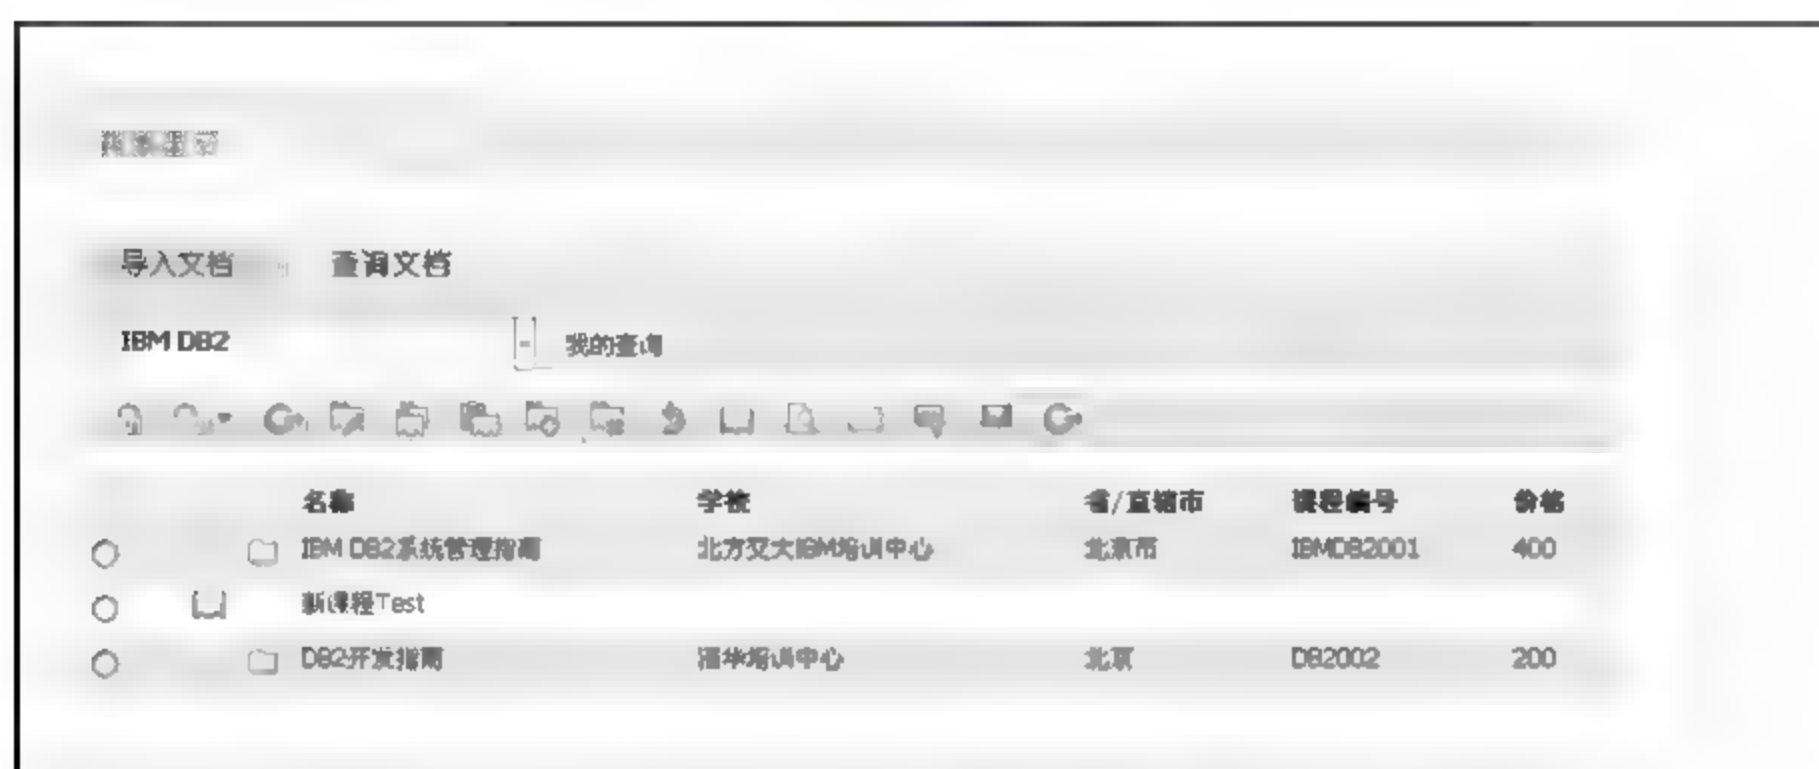 导入文档 查询文档
IBM DB2 我的查询
名称 学校 省/直辖市 课程编号 价格
IBM DB2系统管理指南 北方交大IBM培训中心 北京市 IBMDB2001 400
新课程Test
DB2开发指南 清华培训中心 北京 DB2002 200